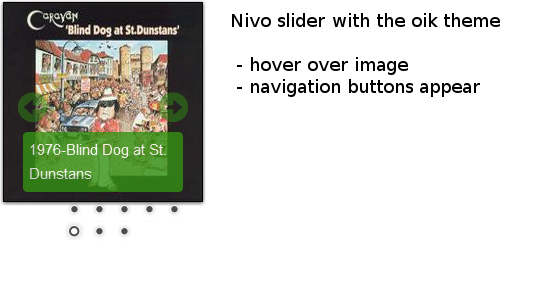 Caravan
'Blind Dog at St.Dunstans'
1976-Blind Dog at St.
Dunstans
Nivo slider with the oik theme
- hover over image
- navigation buttons appear